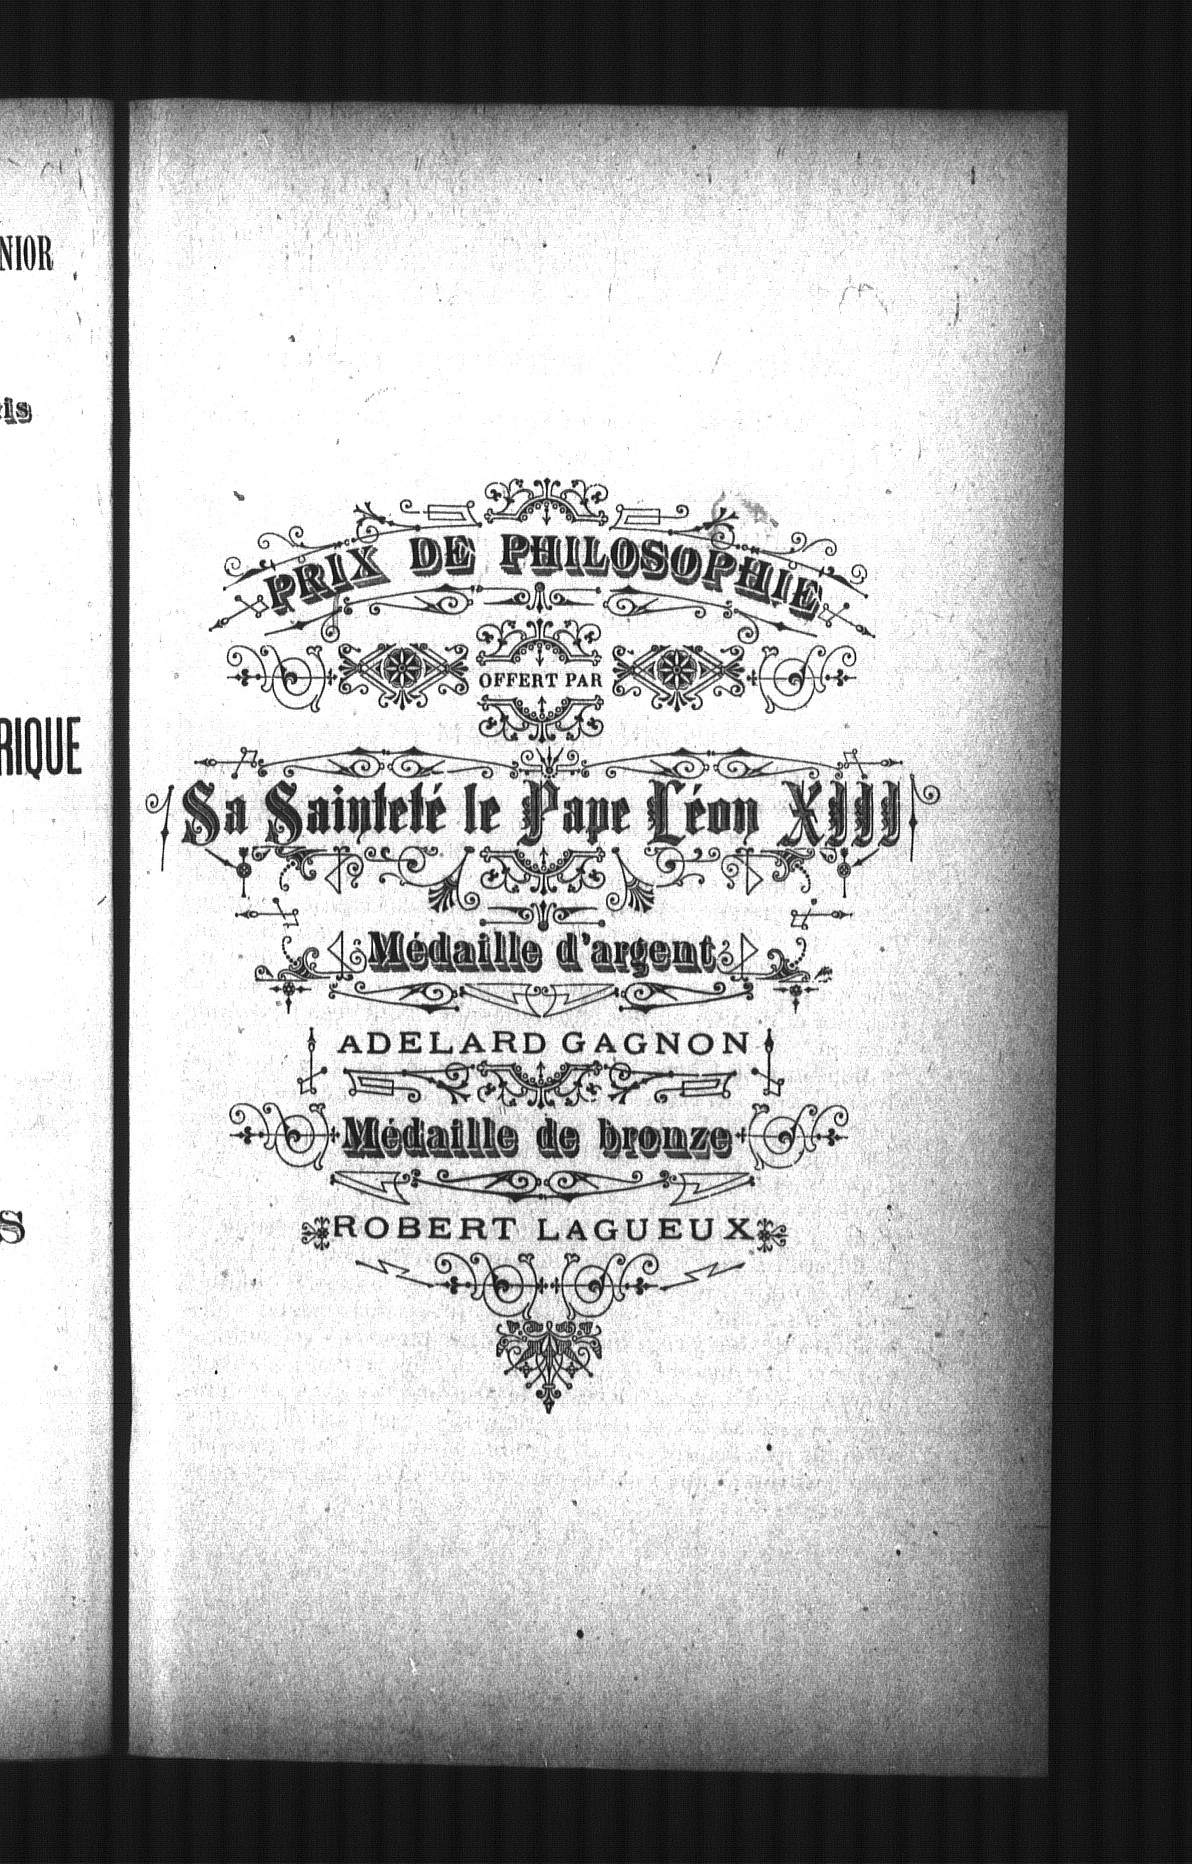 PRIX DE PHILOSOPHIE
OFFERT PAR
Sa Sainteté le Pape Léon XIII
Médaille d'argent
ADELARD GAGNON
Médaille de bronze
ROBERT LAGUEUX
NIOR
RIQUE
S